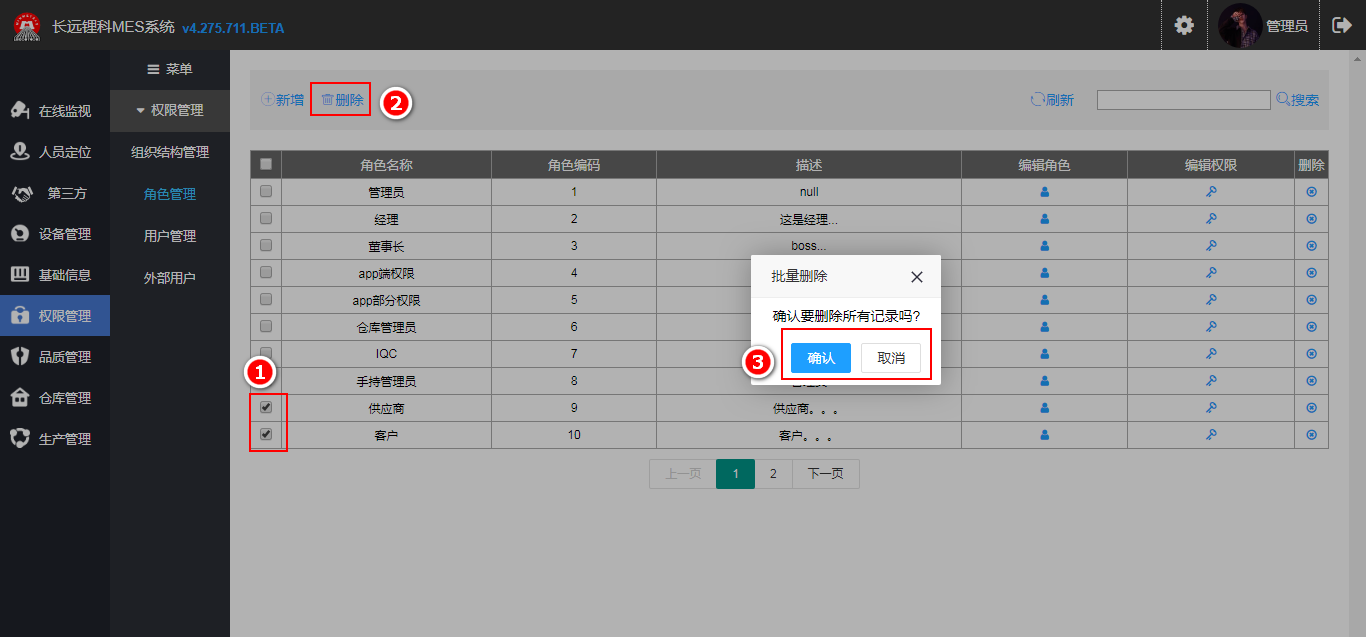 长远锂科MES系统 v4.275.711.BETA
管理员
在线监视
人员定位
第三方
设备管理
基础信息
权限管理
品质管理
仓库管理
生产管理
菜单
权限管理
组织结构管理
角色管理
用户管理
外部用户
新增 删除 2 刷新 搜索
角色名称 角色编码 描述 编辑角色 编辑权限 删除
管理员 1 null
经理 2 这是经理...
董事长 3 boss...
app端权限 4
app部分权限 5
仓库管理员 6
IQC 7
手持管理员 8
1
供应商 9 供应商。。。
客户 10 客户。。。
批量删除
确认要删除所有记录吗?
3 确认 取消
上一页 1 2 下一页